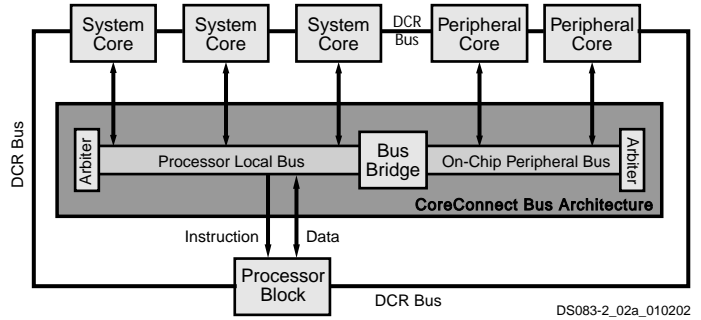 System
Core
System
Core
System
Core
DCR
Bus
Peripheral
Core
Peripheral
Core
DCR Bus
Arbiter
Processor Local Bus
Bus
Bridge
On-Chip Peripheral Bus
Arbiter
CoreConnect Bus Architecture
Instruction
Data
Processor
Block
DCR Bus
DS083-2_02a_010202